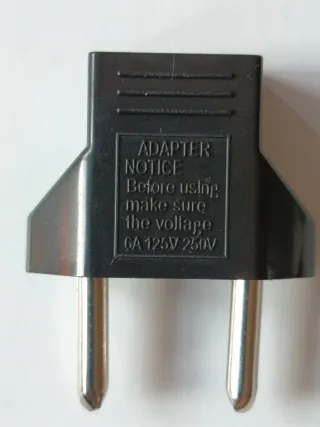 ADAPTER
NOTICE
Before using
make sure
the voltage
6A 125V 250V